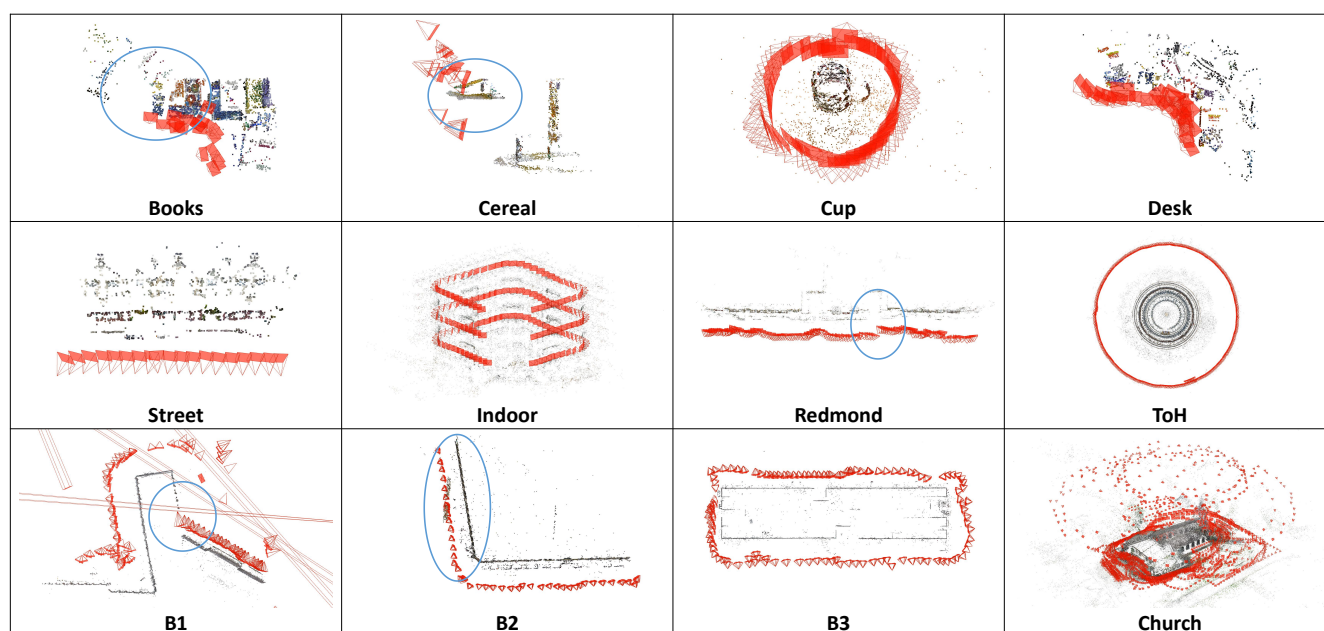 Books Cereal Cup Desk
Street Indoor Redmond ToH
B1 B2 B3 Church